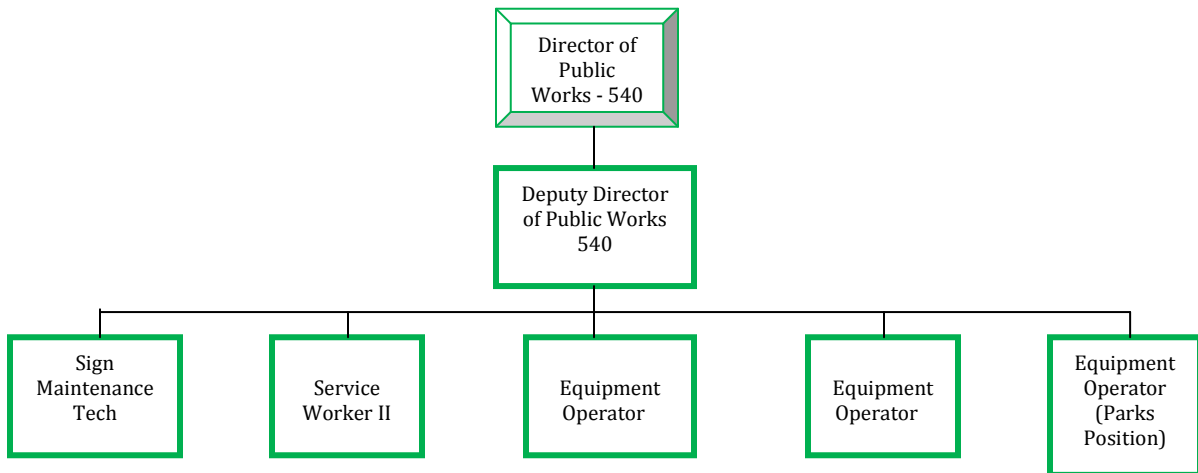 Director of
Public
Works - 540
Deputy Director
of Public Works
540
Sign
Maintenance
Tech
Service
Worker II
Equipment
Operator
Equipment
Operator
Equipment
Operator
(Parks
Position)